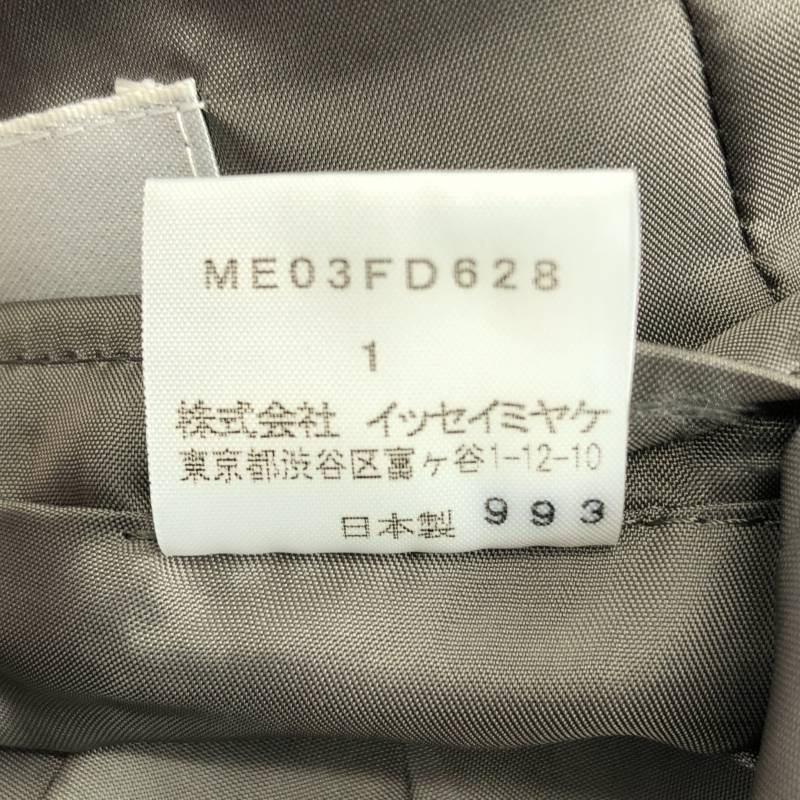 ME03FD628
1
株式会社 イッセイミヤケ
東京都渋谷区富ヶ谷1-12-10
日本製 993